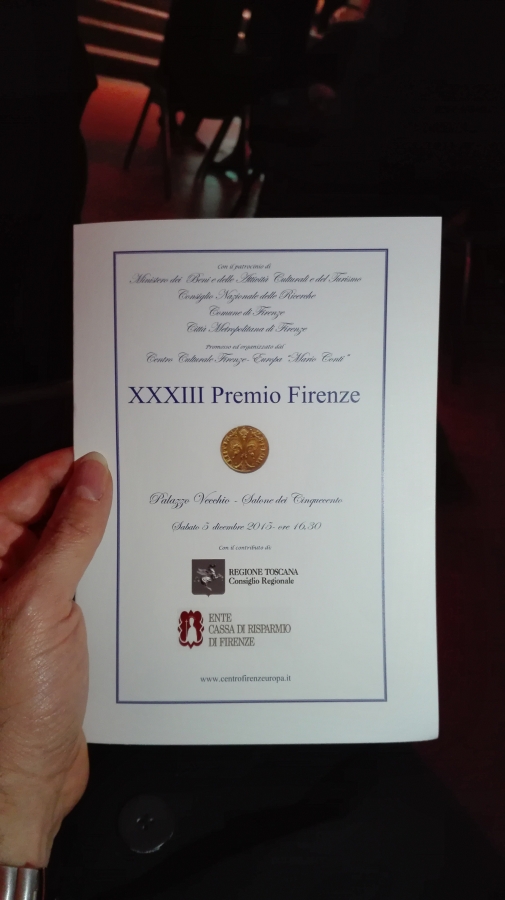 Con il patrocinio di
Ministero dei Beni e delle Attività Culturali e del Turismo
Consiglio Nazionale delle Ricerche
Comune di Firenze
Città Metropolitana di Firenze
Promosso ed organizzato dal
Centro Culturale Firenze-Europa "Mario Conti"
XXXIII Premio Firenze
Palazzo Vecchio - Salone dei Cinquecento
Sabato 5 dicembre 2015- ore 16,30
Con il contributo di
REGIONE TOSCANA
Consiglio Regionale
ENTE
CASSA DI RISPARMIO
DI FIRENZE
www.centrofirenzeuropa.it